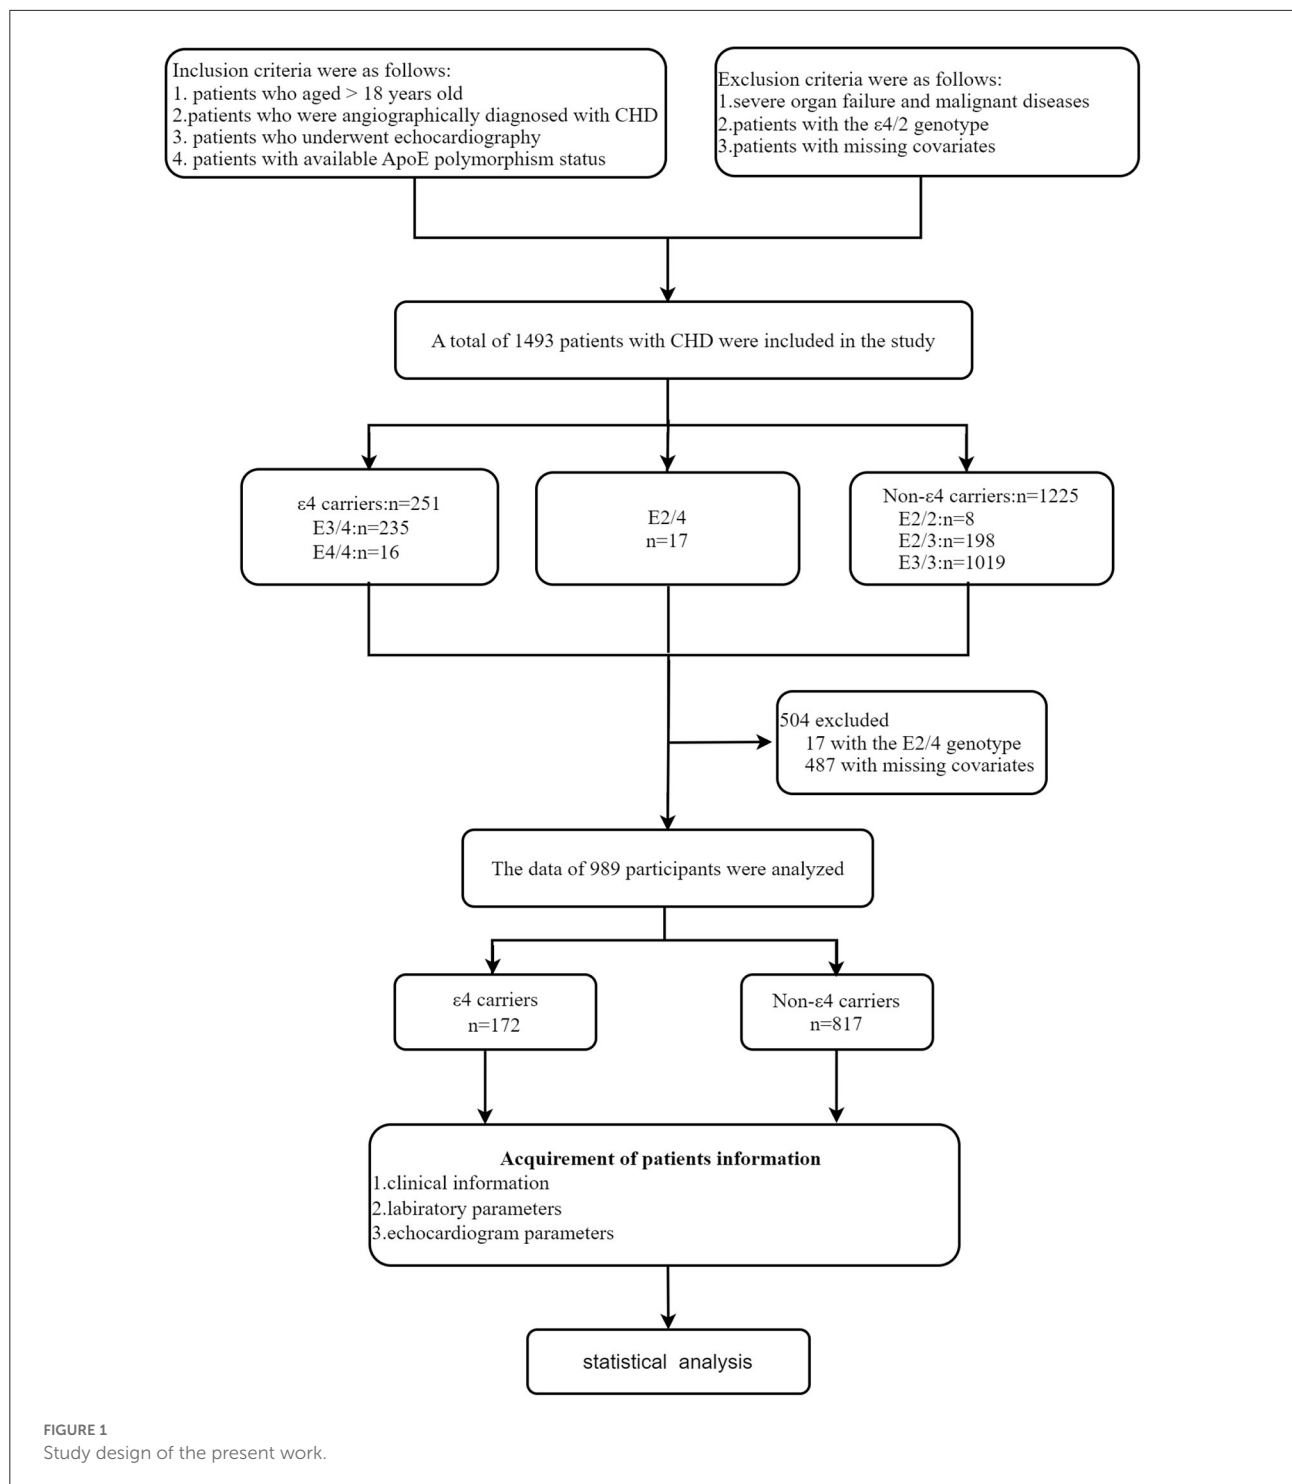 Inclusion criteria were as follows:
1. patients who aged > 18 years old
2.patients who were angiographically diagnosed with CHD
3. patients who underwent echocardiography
4. patients with available ApoE polymorphism status
Exclusion criteria were as follows:
1.severe organ failure and malignant diseases
2.patients with the ε4/2 genotype
3.patients with missing covariates
A total of 1493 patients with CHD were included in the study
ε4 carriers:n=251
E3/4:n=235
E4/4:n=16
E2/4
n=17
Non-ε4 carriers:n=1225
E2/2:n=8
E2/3:n=198
E3/3:n=1019
504 excluded
17 with the E2/4 genotype
487 with missing covariates
The data of 989 participants were analyzed
ε4 carriers
n=172
Non-ε4 carriers
n=817
Acquirement of patients information
1.clinical information
2.labiratory parameters
3.echocardiogram parameters
statistical analysis
FIGURE 1
Study design of the present work.